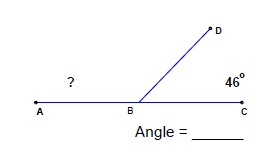 D
? 46°
A B C
Angle = ______